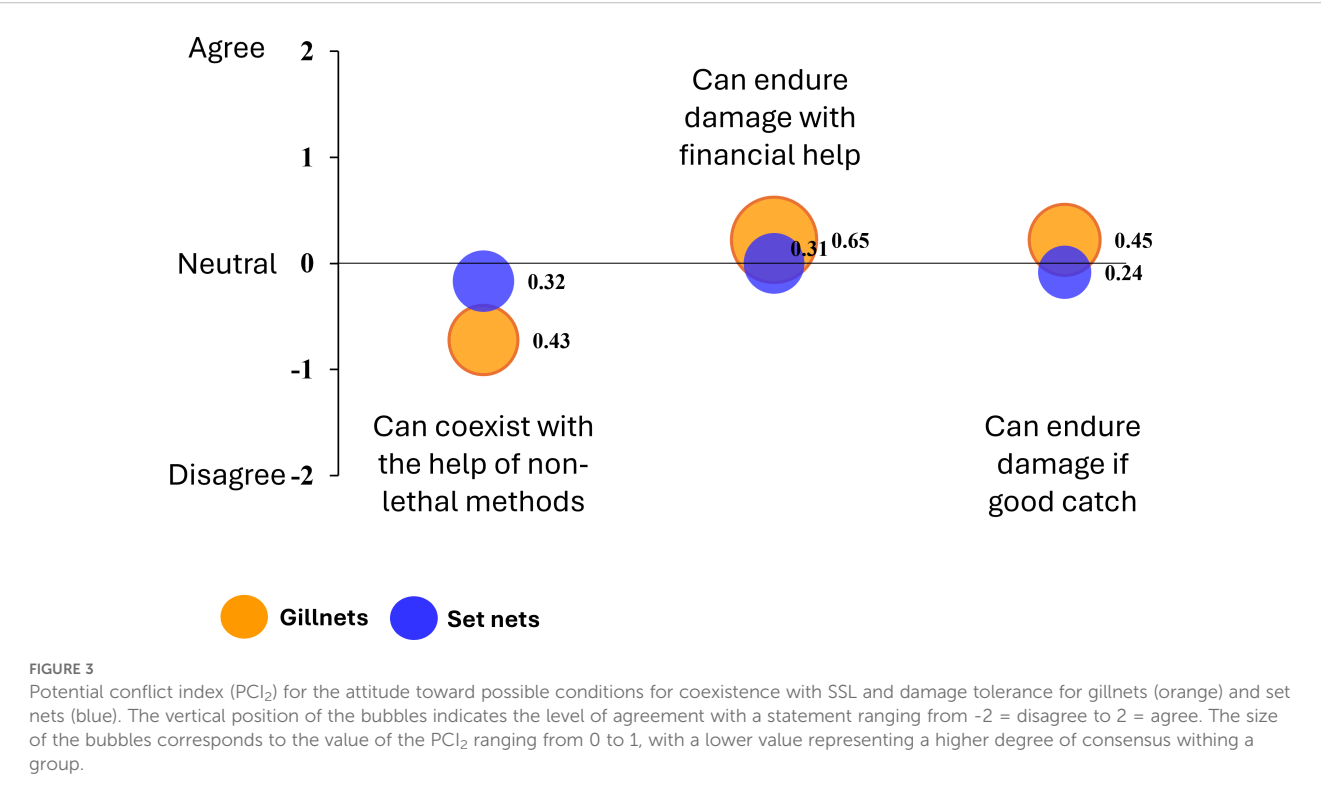 Agree 2
Can endure
damage with
financial help
1
0.31 0.65
0.45
Neutral 0
0.24
0.32
0.43
-1
Can coexist with
the help of non-
lethal methods
Can endure
damage if
good catch
Disagree -2
Gillnets Set nets
FIGURE 3
Potential conflict index (PCI₂) for the attitude toward possible conditions for coexistence with SSL and damage tolerance for gillnets (orange) and set
nets (blue). The vertical position of the bubbles indicates the level of agreement with a statement ranging from -2 = disagree to 2 = agree. The size
of the bubbles corresponds to the value of the PCI₂ ranging from 0 to 1, with a lower value representing a higher degree of consensus withing a
group.